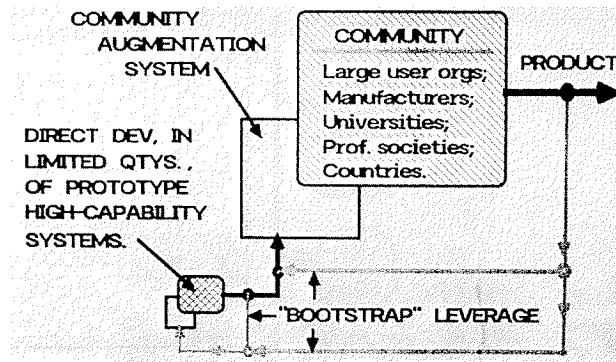 COMMUNITY
AUGMENTATION
SYSTEM
COMMUNITY
Large user orgs;
Manufacturers;
Universities;
Prof. societies;
Countries.
PRODUCT
DIRECT DEV, IN
LIMITED QTYS.,
OF PROTOTYPE
HIGH-CAPABILITY
SYSTEMS.
"BOOTSTRAP" LEVERAGE